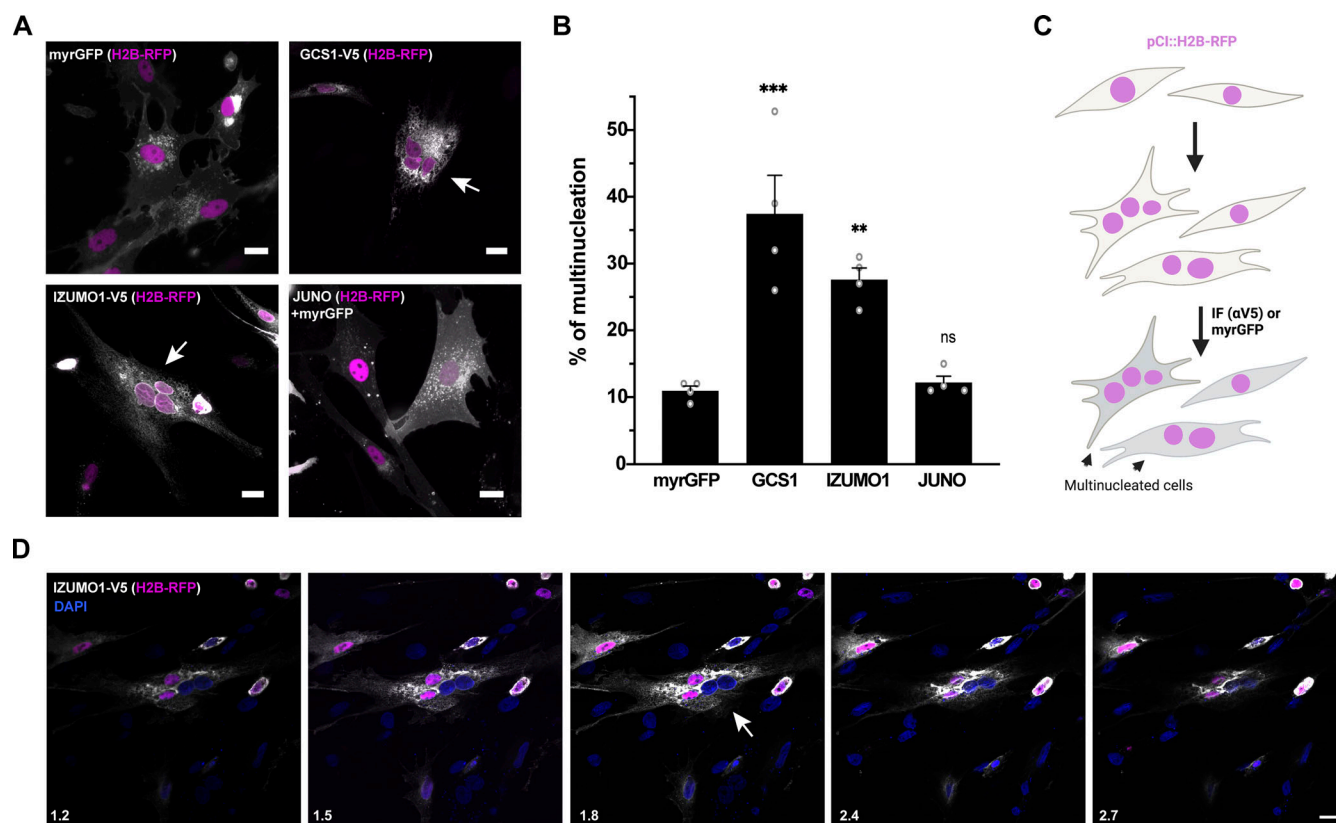 A
myrGFP (H2B-RFP)
GCS1-V5 (H2B-RFP)
IZUMO1-V5 (H2B-RFP)
JUNO (H2B-RFP)
+myrGFP
B
% of multinucleation
50
40
30
20
10
0
***
**
ns
myrGFP
GCS1
IZUMO1
JUNO
C
pCI::H2B-RFP
IF (αV5) or
myrGFP
Multinucleated cells
D
IZUMO1-V5 (H2B-RFP)
DAPI
1.2
1.5
1.8
2.4
2.7